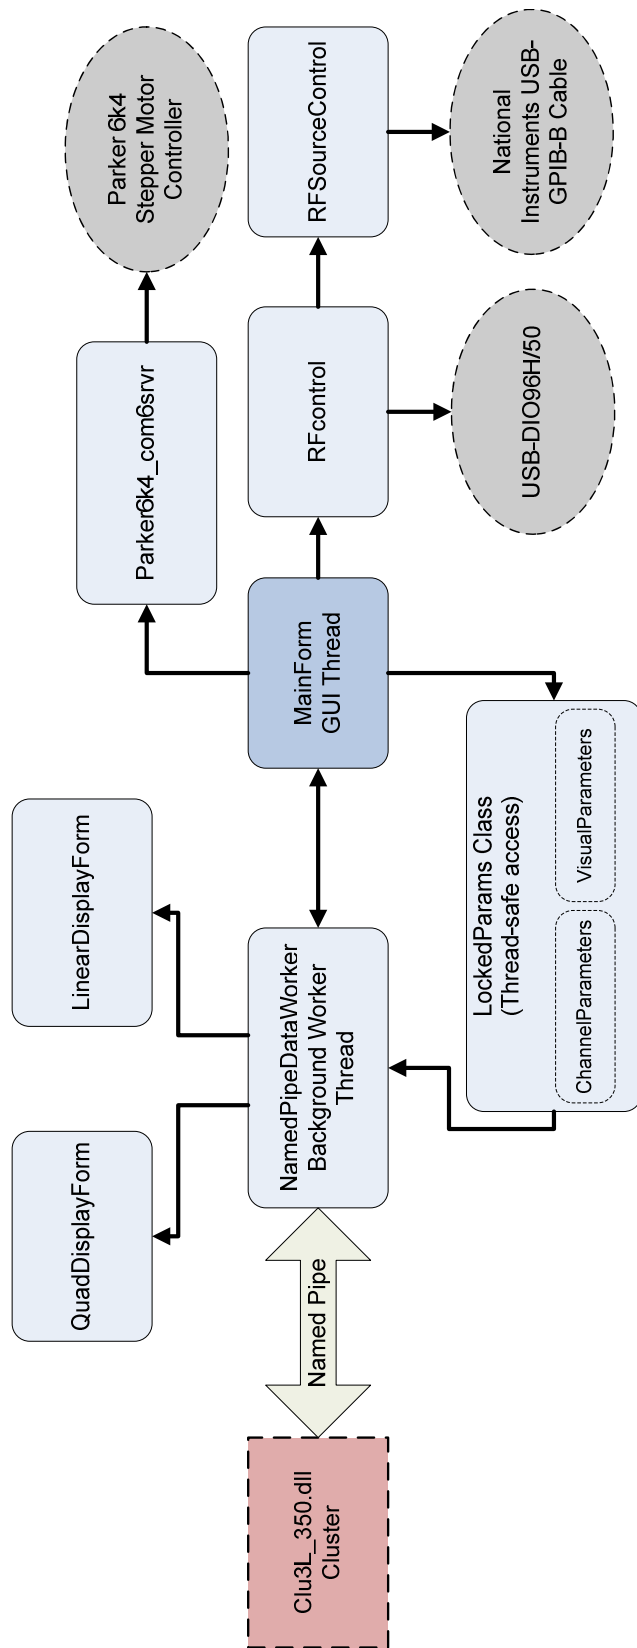 Clu3L_350.dll
Cluster
Named Pipe
QuadDisplayForm
LinearDisplayForm
NamedPipeDataWorker
Background Worker
Thread
MainForm
GUI Thread
LockedParams Class
(Thread-safe access)
ChannelParameters
VisualParameters
Parker6k4_com6srvr
Parker 6k4
Stepper Motor
Controller
RFcontrol
RFSourceControl
USB-DIO96H/50
National
Instruments USB-
GPIB-B Cable